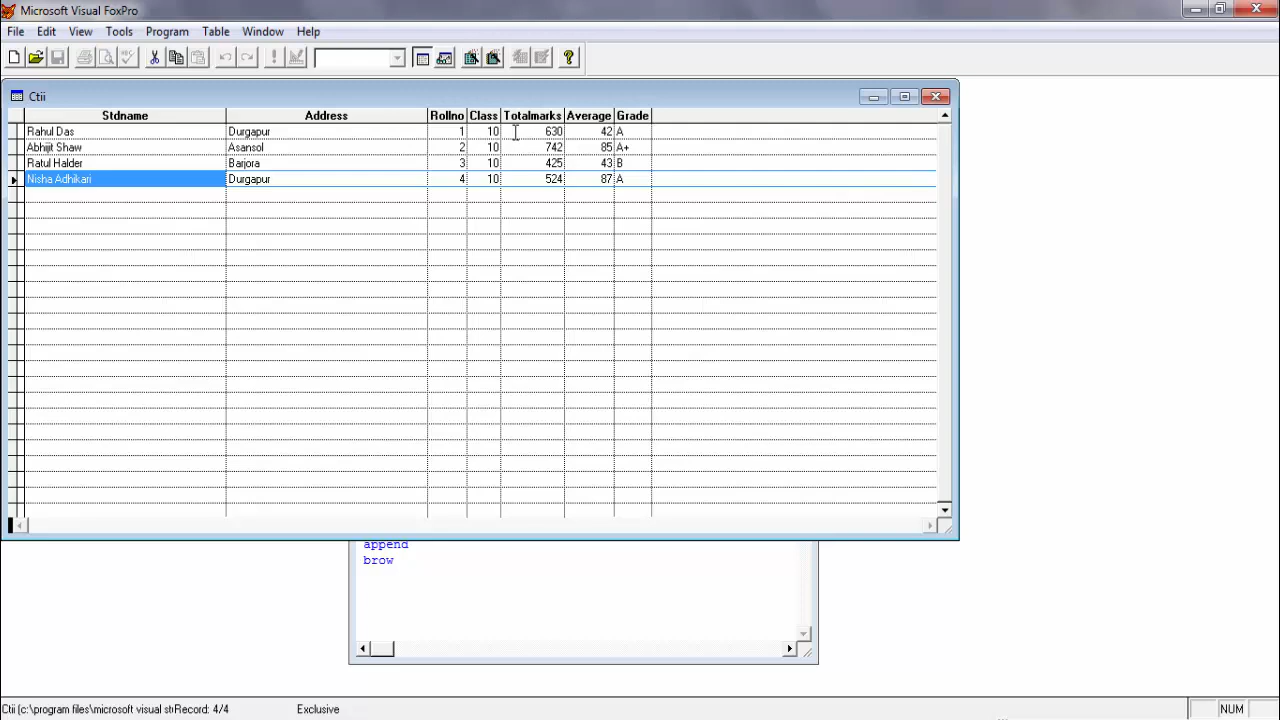 Microsoft Visual FoxPro
File Edit View Tools Program Table Window Help
Ctii
Stdname Address Rollno Class Totalmarks Average Grade
Rahul Das Durgapur 1 10 630 42 A
Abhijit Shaw Asansol 2 10 742 85 A+
Ratul Halder Barjora 3 10 425 43 B
Nisha Adhikari Durgapur 4 10 524 87 A
append
brow
Ctii (c:\program files\microsoft visual st Record: 4/4 Exclusive NUM